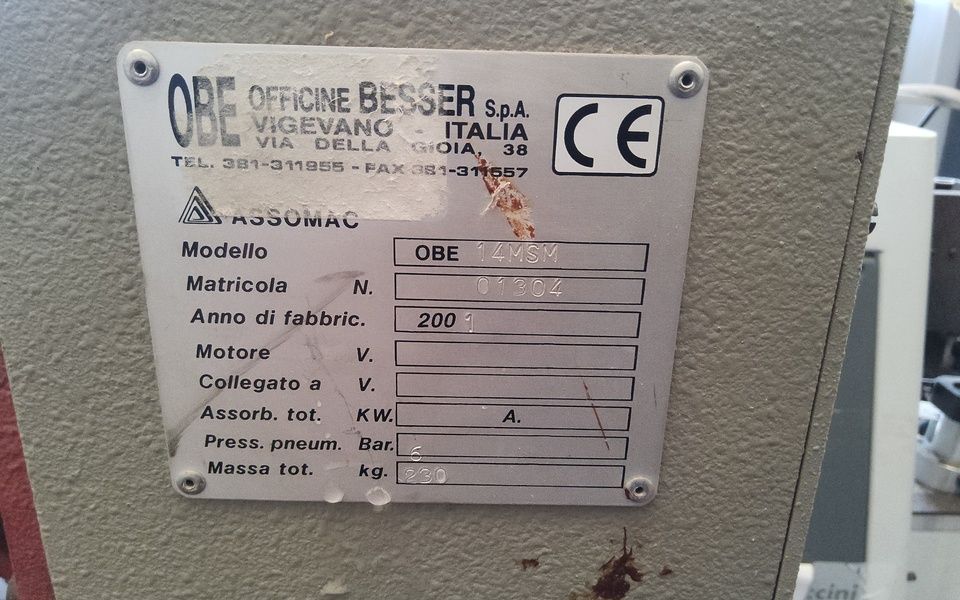 OBE OFFICINE BESSER S.p.A.
VIGEVANO - ITALIA
VIA DELLA GIOIA, 38
TEL. 381-311955 - FAX 381-311557
CE
ASSOMAC
Modello OBE 14MSM
Matricola N. 01304
Anno di fabbric. 2001
Motore V.
Collegato a V.
Assorb. tot. KW. A.
Press. pneum. Bar. 6
Massa tot. kg. 230